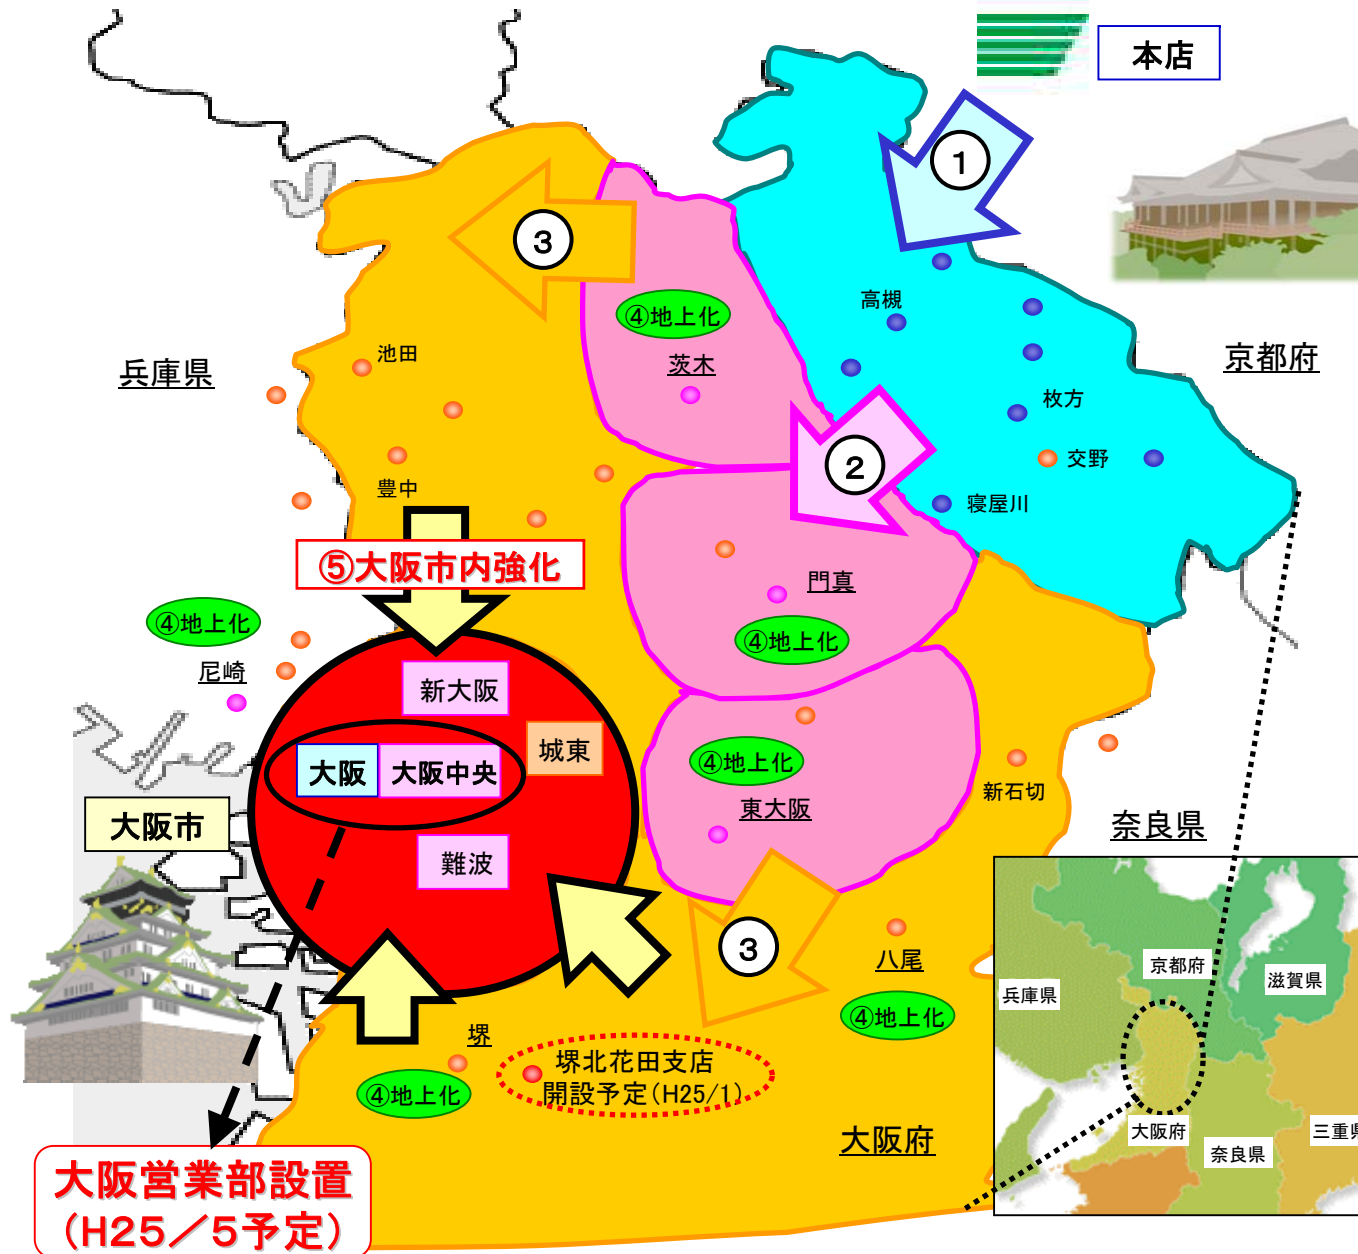 本店
①
③
④地上化
茨木
高槻
京都府
兵庫県
池田
枚方
②
交野
豊中
寝屋川
⑤大阪市内強化
門真
④地上化
④地上化
尼崎
新大阪
城東
大阪
大阪中央
④地上化
新石切
東大阪
奈良県
大阪市
難波
③
八尾
京都府
滋賀県
兵庫県
④地上化
堺
堺北花田支店
開設予定(H25/1)
④地上化
大阪府
大阪府
奈良県
三重県
大阪営業部設置
(H25／5予定)